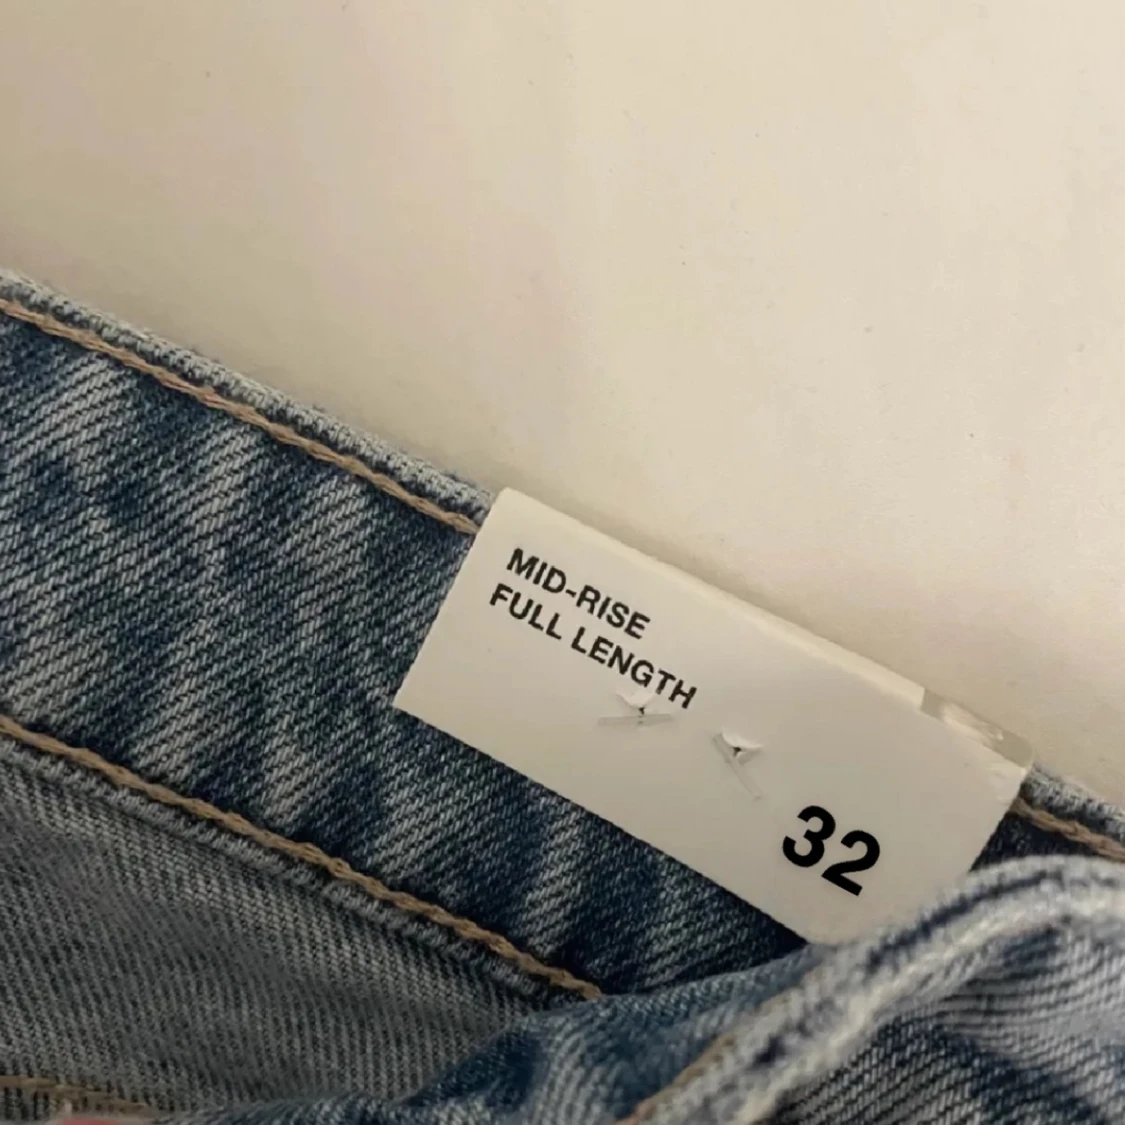 MID-RISE
FULL LENGTH
32